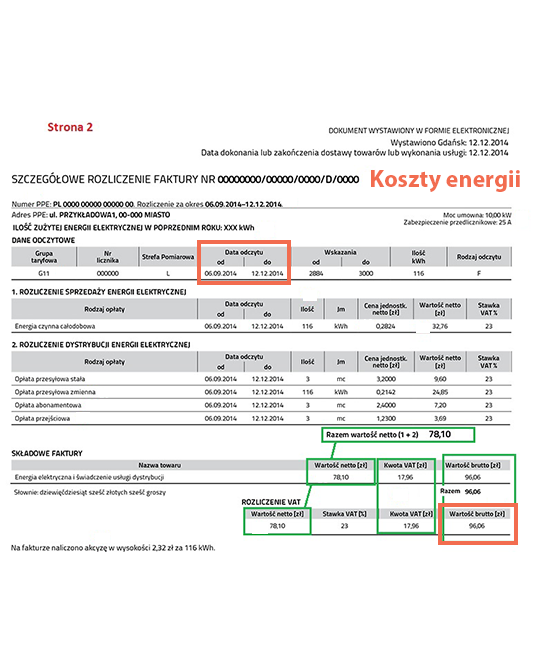 Strona 2
DOKUMENT WYSTAWIONY W FORMIE ELEKTRONICZNEJ
Wystawiono Gdańsk: 12.12.2014
Data dokonania lub zakończenia dostawy towarów lub wykonania usługi: 12.12.2014
SZCZEGÓŁOWE ROZLICZENIE FAKTURY NR 00000000/00000/0000/D/0000 Koszty energii
Numer PPE: PL 0000 00000 00000 00. Rozliczenie za okres 06.09.2014–12.12.2014.
Adres PPE: ul. PRZYKŁADOWA1, 00-000 MIASTO
Moc umowna: 10,00 kW
Zabezpieczenie przedlicznikowe: 25 A
ILOŚĆ ZUŻYTEJ ENERGII ELEKTRYCZNEJ W POPRZEDNIM ROKU: XXX kWh
DANE ODCZYTOWE
Grupa taryfowa Nr licznika Strefa Pomiarowa Data odczytu od do Wskazania od do Ilość kWh Rodzaj odczytu
G11 000000 L 06.09.2014 12.12.2014 2884 3000 116 F
1. ROZLICZENIE SPRZEDAŻY ENERGII ELEKTRYCZNEJ
Rodzaj opłaty Data odczytu od do Ilość Jm Cena jednostk. netto [zł] Wartość netto [zł] Stawka VAT %
Energia czynna całodobowa 06.09.2014 12.12.2014 116 kWh 0,2824 32,76 23
2. ROZLICZENIE DYSTRYBUCJI ENERGII ELEKTRYCZNEJ
Rodzaj opłaty Data odczytu od do Ilość Jm Cena jednostk. netto [zł] Wartość netto [zł] Stawka VAT %
Opłata przesyłowa stała 06.09.2014 12.12.2014 3 mc 3,2000 9,60 23
Opłata przesyłowa zmienna 06.09.2014 12.12.2014 116 kWh 0,2142 24,85 23
Opłata abonamentowa 06.09.2014 12.12.2014 3 mc 2,4000 7,20 23
Opłata przejściowa 06.09.2014 12.12.2014 3 mc 1,2300 3,69 23
Razem wartość netto (1 + 2) 78,10
SKŁADOWE FAKTURY
Nazwa towaru Wartość netto [zł] Kwota VAT [zł] Wartość brutto [zł]
Energia elektryczna i świadczenie usługi dystrybucji 78,10 17,96 96,06
Słownie: dziewięćdziesiąt sześć złotych sześć groszy Razem 96,06
ROZLICZENIE VAT
Wartość netto [zł] Stawka VAT [%] Kwota VAT [zł] Wartość brutto [zł]
78,10 23 17,96 96,06
Na fakturze naliczono akcyzę w wysokości 2,32 zł za 116 kWh.